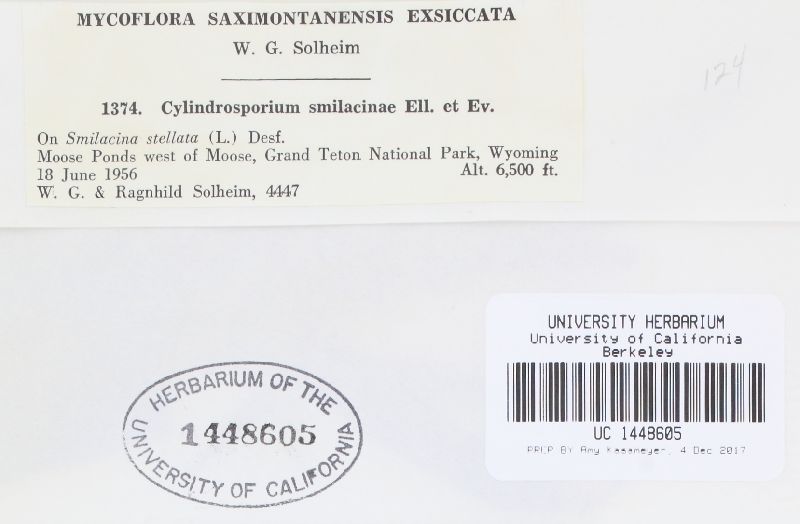 MYCOFLORA SAXIMONTANENSIS EXSICCATA
W. G. Solheim
1374. Cylindrosporium smilacinae Ell. et Ev.
On Smilacina stellata (L.) Desf.
Moose Ponds west of Moose, Grand Teton National Park, Wyoming
18 June 1956 Alt. 6,500 ft.
W. G. & Ragnhild Solheim, 4447
124
UNIVERSITY HERBARIUM
University of California
Berkeley
UC 1448605
PREP BY Amy Kasameyer, 4 Dec 2017
HERBARIUM OF THE
1448605
UNIVERSITY OF CALIFORNIA